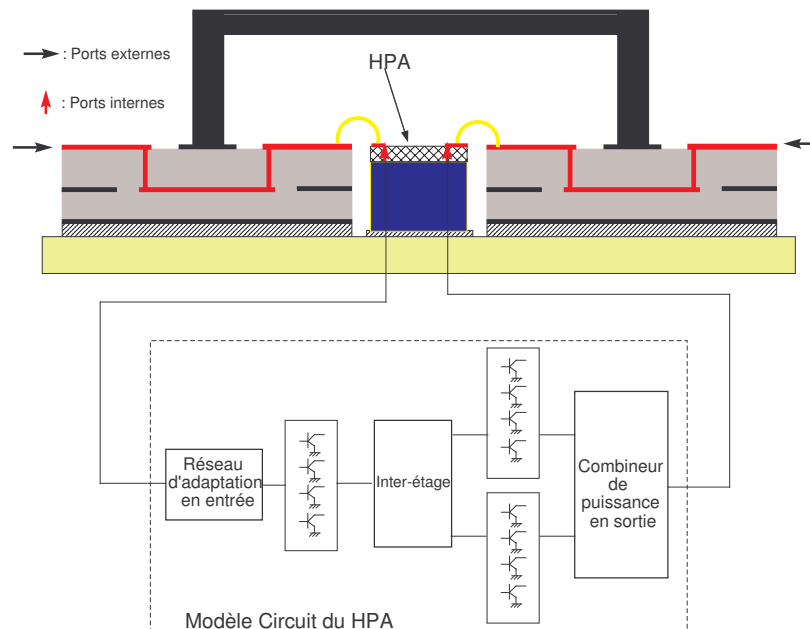 : Ports externes
HPA
: Ports internes
Réseau
d'adaptation
en entrée
Inter-étage
Combineur
de
puissance
en sortie
Modèle Circuit du HPA